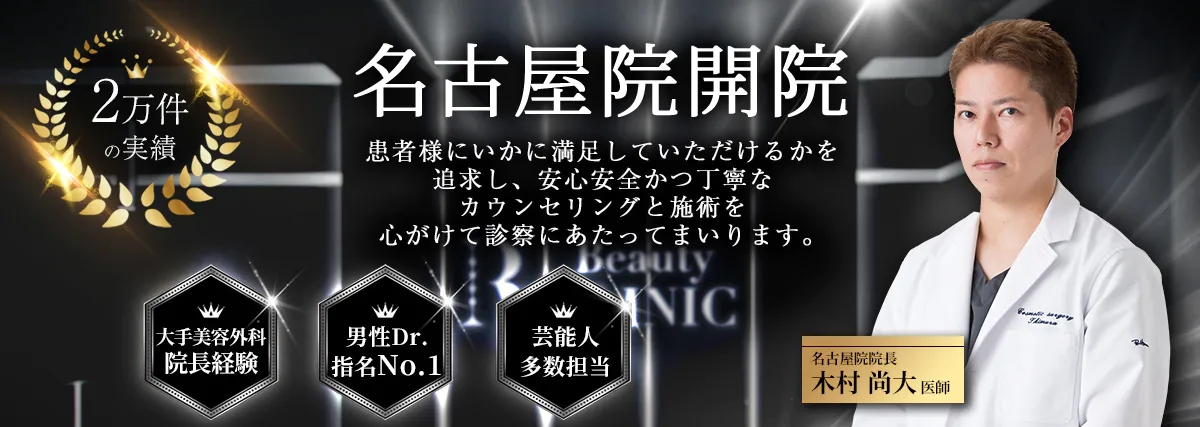 2万件
の実績
名古屋院開院
患者様にいかに満足していただけるかを
追求し、安心安全かつ丁寧な
カウンセリングと施術を
心がけて診察にあたってまいります。
Beauty
大手美容外科
院長経験
男性Dr.
指名No.1
芸能人
多数担当
Cosmetic surgery
名古屋院院長
木村 尚大 医師